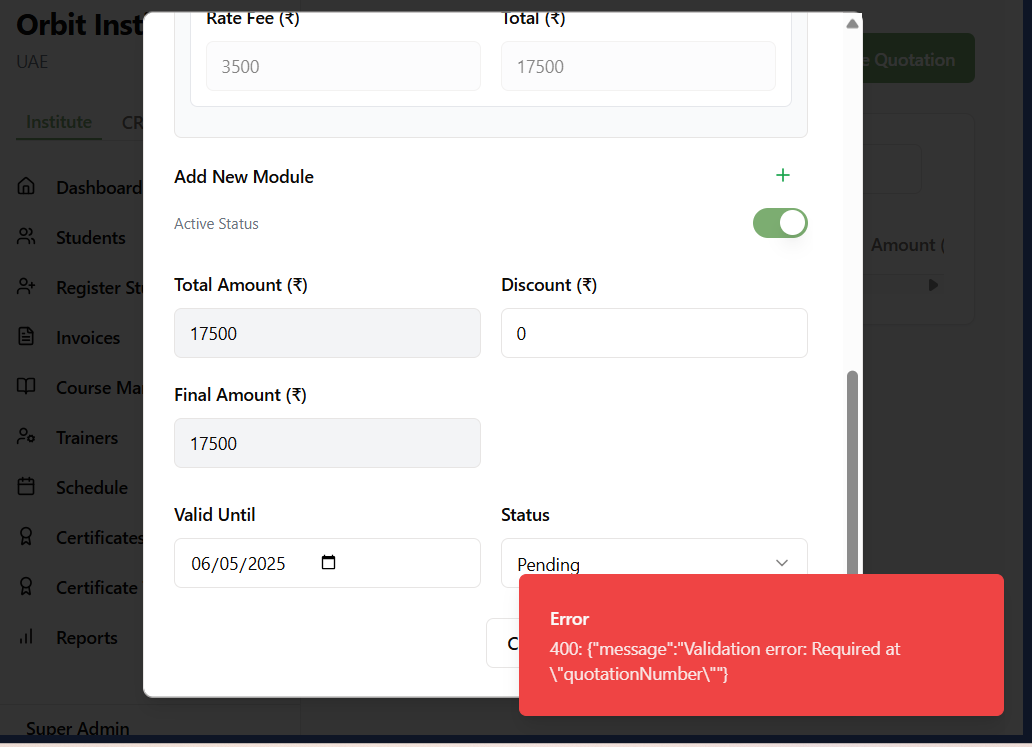 Orbit Inst
UAE
e Quotation
Institute CR
Dashboard
Students
Register St
Invoices
Course Ma
Trainers
Schedule
Certificates
Certificate
Reports
Super Admin
Amount (
Rate Fee (₹) Total (₹)
3500 17500
Add New Module +
Active Status
Total Amount (₹) Discount (₹)
17500 0
Final Amount (₹)
17500
Valid Until Status
06/05/2025 Pending
C
Error
400: {"message":"Validation error: Required at
\"quotationNumber\""}